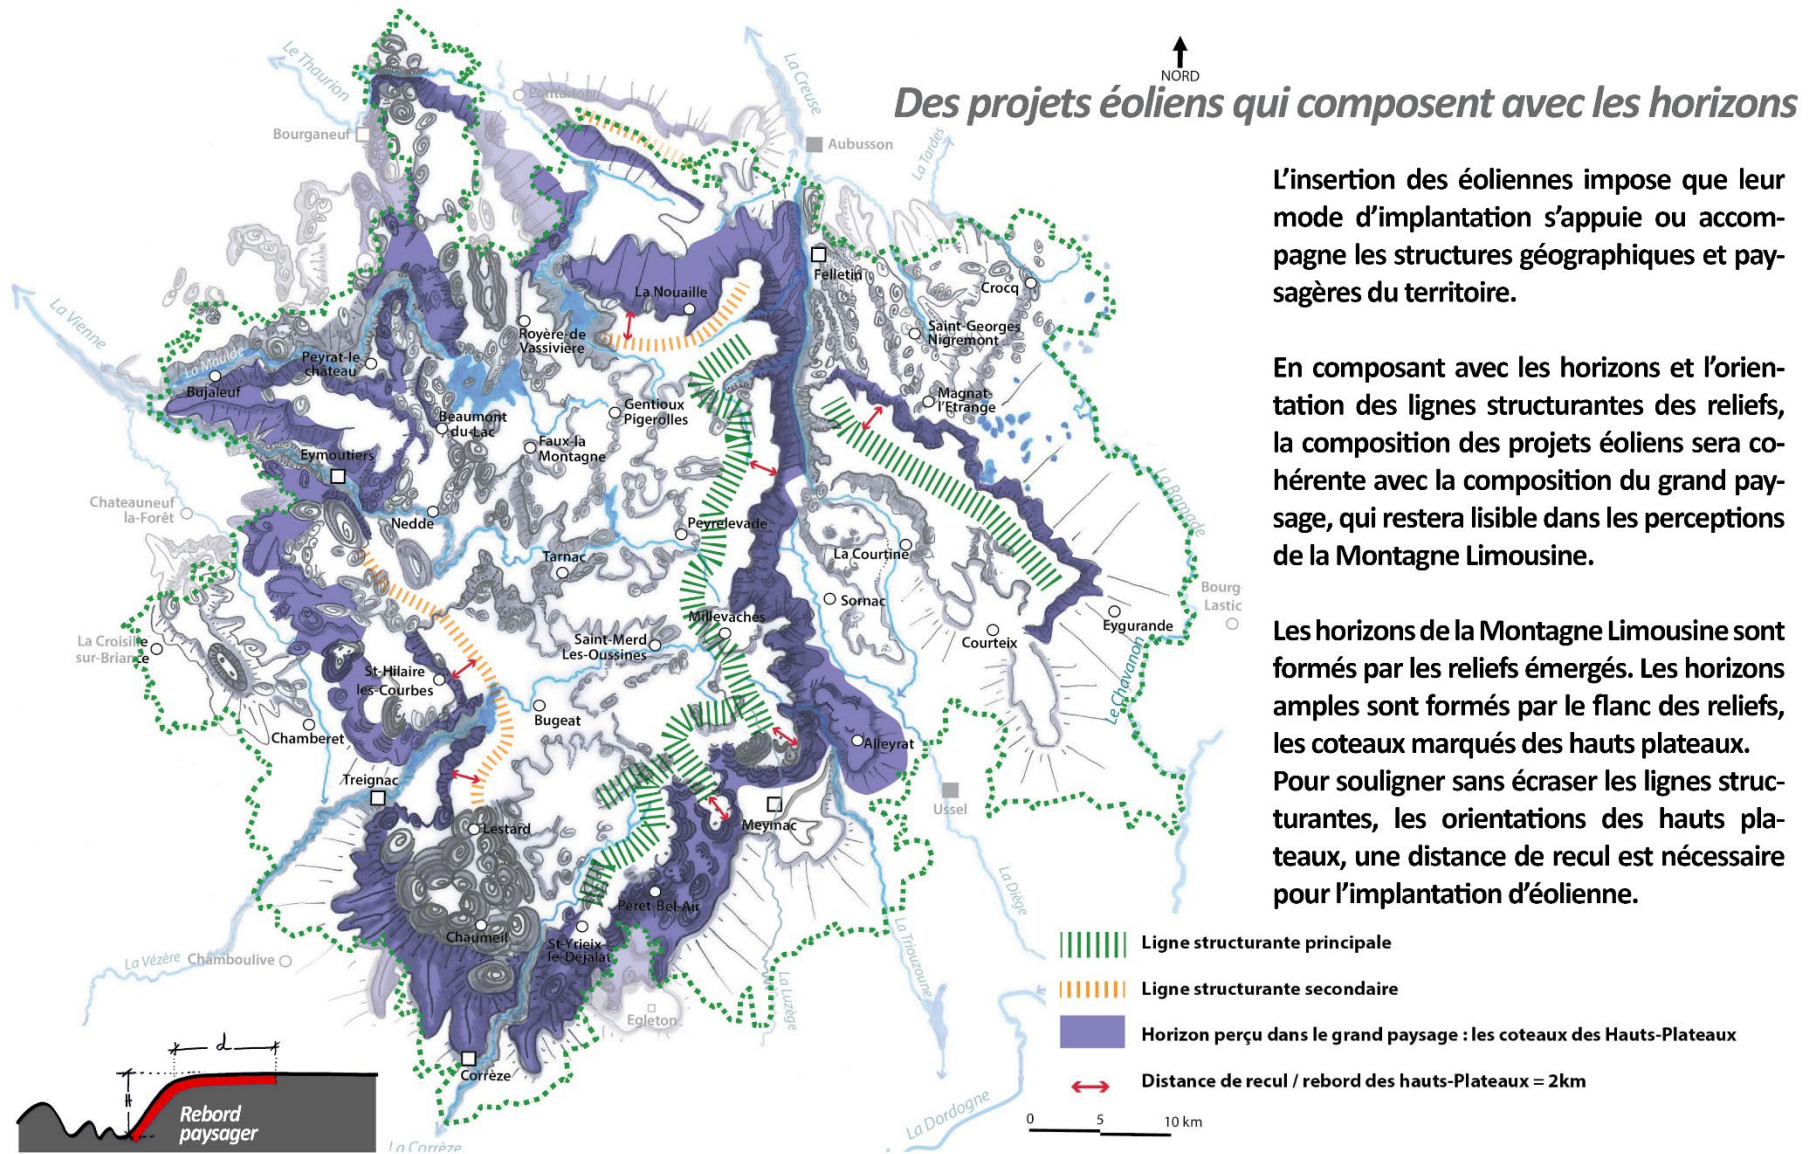 NORD
Des projets éoliens qui composent avec les horizons
L'insertion des éoliennes impose que leur
mode d'implantation s'appuie ou accom-
pagne les structures géographiques et pay-
sagères du territoire.
En composant avec les horizons et l'orien-
tation des lignes structurantes des reliefs,
la composition des projets éoliens sera co-
hérente avec la composition du grand pay-
sage, qui restera lisible dans les perceptions
de la Montagne Limousine.
Les horizons de la Montagne Limousine sont
formés par les reliefs émergés. Les horizons
amples sont formés par le flanc des reliefs,
les coteaux marqués des hauts plateaux.
Pour souligner sans écraser les lignes struc-
turantes, les orientations des hauts pla-
teaux, une distance de recul est nécessaire
pour l'implantation d'éolienne.
Le Thaurion
La Creuse
Pontarion
Bourganeuf
Aubusson
La Tardes
Felletin
Crocq
La Nouaille
La Vienne
Royère-de
Vassivière
Saint-Georges
Nigremont
La Maulde
Peyrat-le
château
Bujaleuf
Magnat-
l'Etrange
Gentioux
Pigerolles
Beaumont
du-Lac
Faux-la
Montagne
Eymoutiers
La Ramade
Chateauneuf
la-Forêt
Nedde
Peyrelevade
La Courtine
Tarnac
Bourg-
Lastic
Sornac
Eygurande
Millevaches
Courteix
La Croisille
sur-Briance
Saint-Merd
Les-Oussines
St-Hilaire
les-Courbes
Le Chavanon
Bugeat
Chamberet
Alleyrat
Treignac
Ussel
Meymac
Lestard
La Diège
Péret-Bel-Air
Chaumeil
St-Yrieix
le-Déjalat
La Triouzoune
La Vézère
Chamboulive
La Luzège
Egleton
Corrèze
La Corrèze
La Dordogne
Ligne structurante principale
Ligne structurante secondaire
Horizon perçu dans le grand paysage : les coteaux des Hauts-Plateaux
Distance de recul / rebord des hauts-Plateaux = 2km
0 5 10 km
d
H
Rebord
paysager